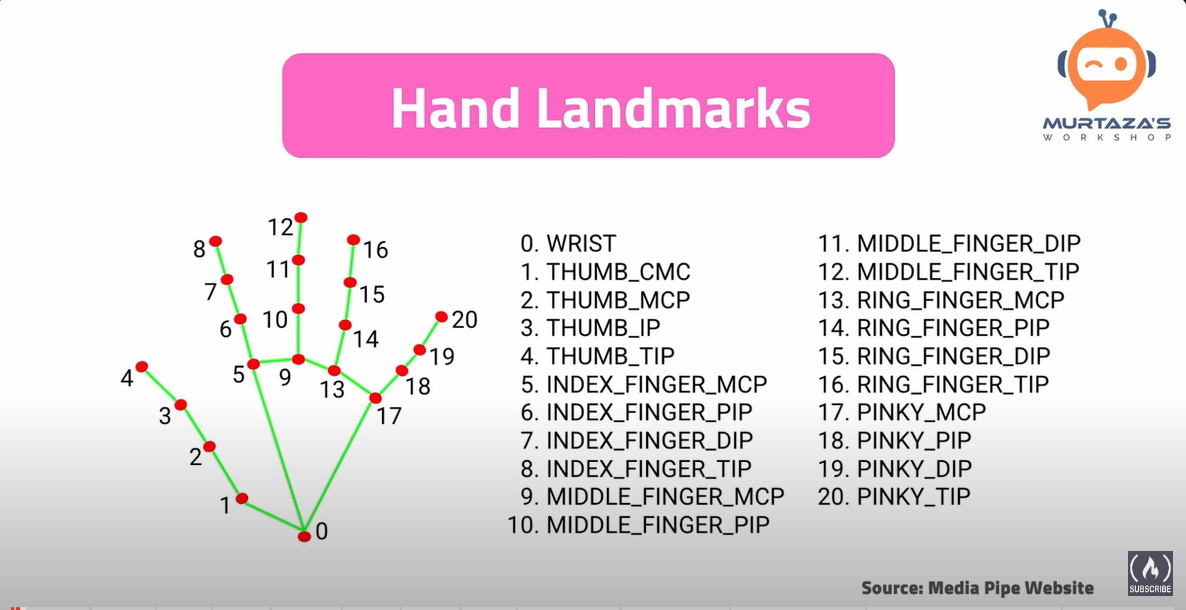 Hand Landmarks
MURTAZA'S
WORKSHOP
12
8
16
11
7
15
10
6
14
20
5
9
13
19
18
4
17
3
2
1
0
0. WRIST
1. THUMB_CMC
2. THUMB_MCP
3. THUMB_IP
4. THUMB_TIP
5. INDEX_FINGER_MCP
6. INDEX_FINGER_PIP
7. INDEX_FINGER_DIP
8. INDEX_FINGER_TIP
9. MIDDLE_FINGER_MCP
10. MIDDLE_FINGER_PIP
11. MIDDLE_FINGER_DIP
12. MIDDLE_FINGER_TIP
13. RING_FINGER_MCP
14. RING_FINGER_PIP
15. RING_FINGER_DIP
16. RING_FINGER_TIP
17. PINKY_MCP
18. PINKY_PIP
19. PINKY_DIP
20. PINKY_TIP
Source: Media Pipe Website
SUBSCRIBE